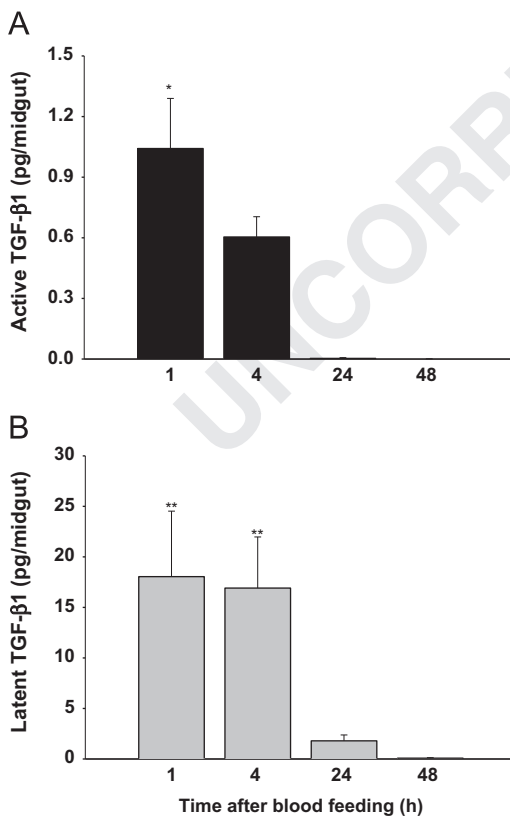 A
Active TGF-β1 (pg/midgut)
1.5
1.2
0.9
0.6
0.3
0.0
*
1 4 24 48
UNCORR
B
Latent TGF-β1 (pg/midgut)
30
25
20
15
10
5
0
**
**
1 4 24 48
Time after blood feeding (h)